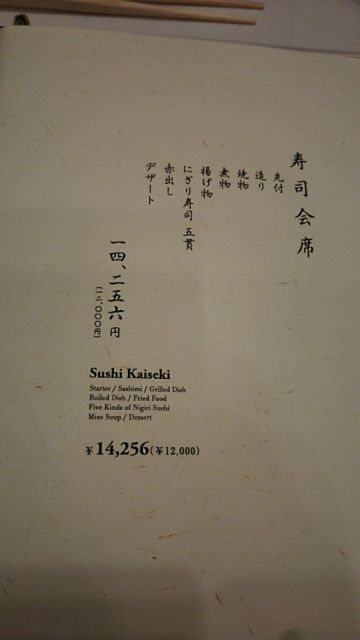 寿司会席
先付
造り
焼物
煮物
揚げ物
にぎり寿司 五貫
赤出し
デザート
一四、二五六円
(一二、〇〇〇円)
Sushi Kaiseki
Starter / Sashimi / Grilled Dish
Boiled Dish / Fried Food
Five Kinds of Nigiri Sushi
Miso Soup / Dessert
¥14,256(¥12,000)